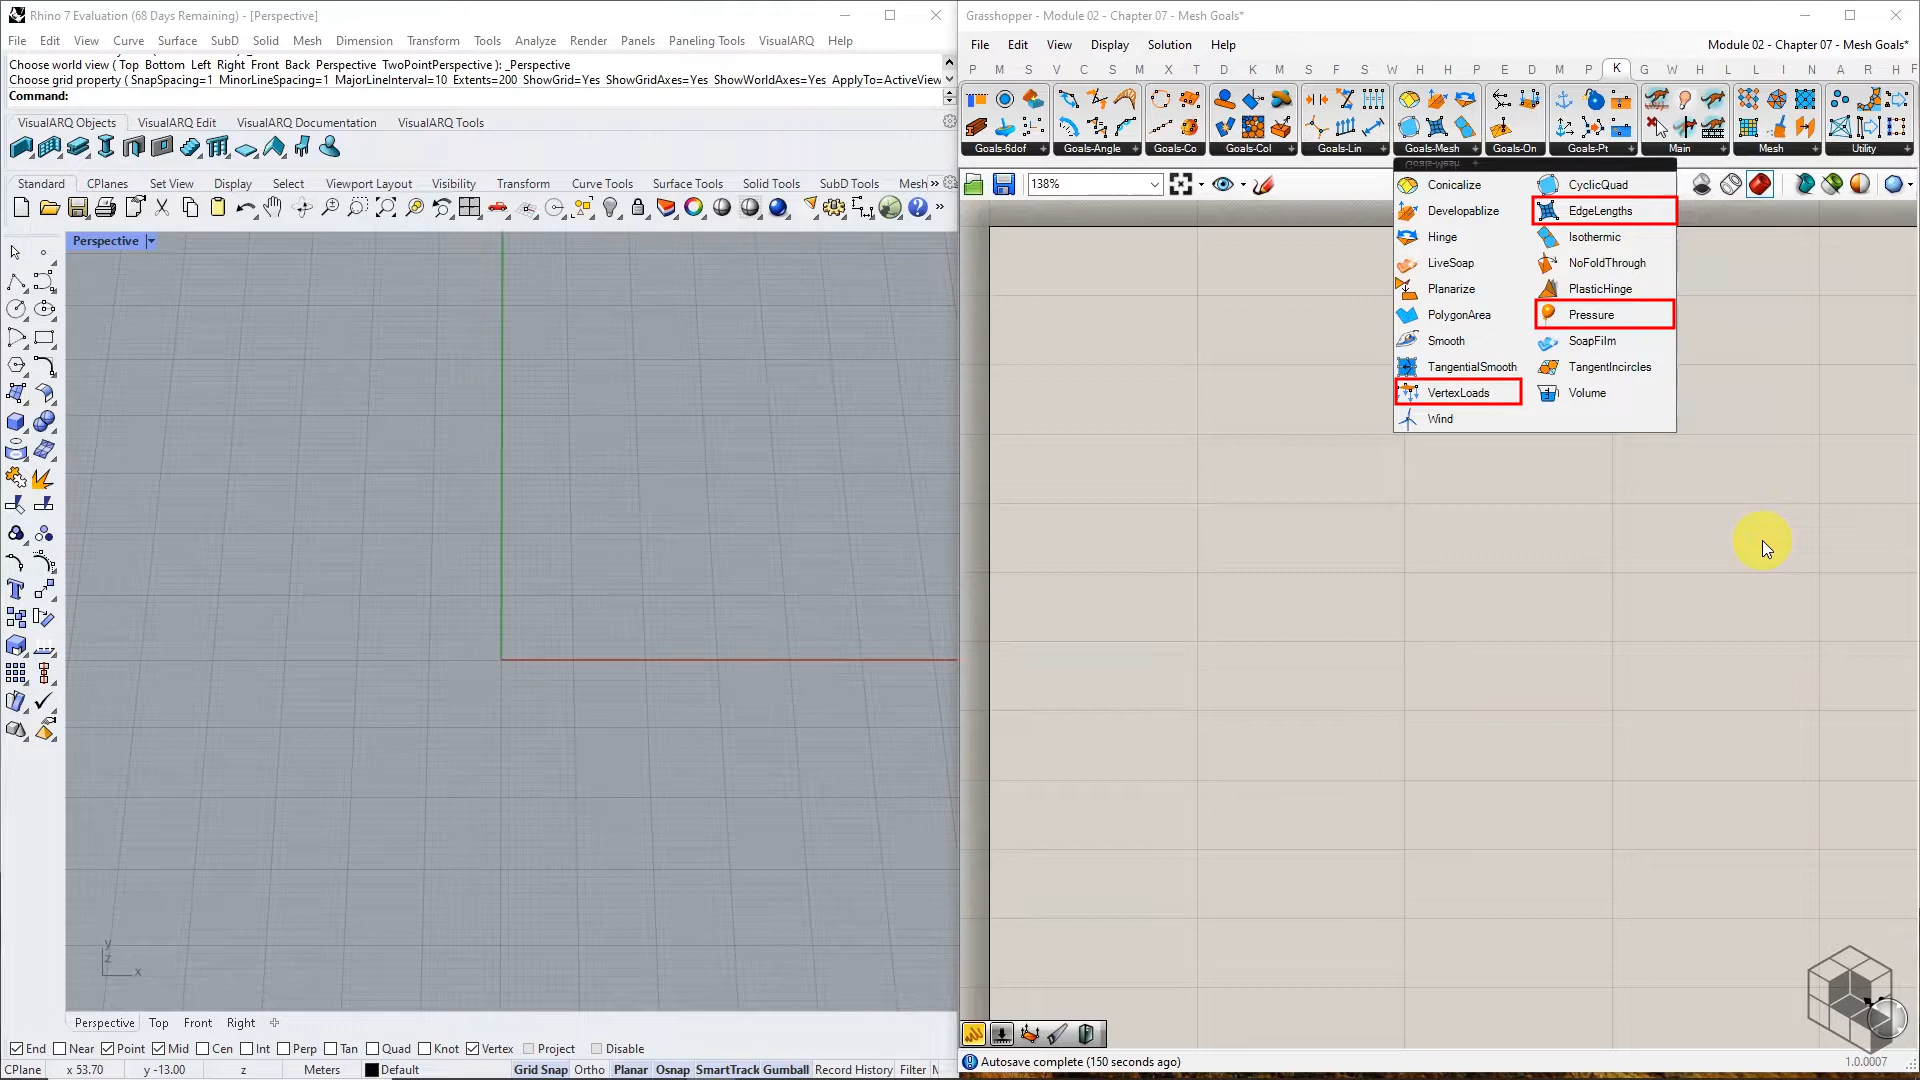 Rhino 7 Evaluation (68 Days Remaining) - [Perspective]
File Edit View Curve Surface SubD Solid Mesh Dimension Transform Tools Analyze Render Panels Paneling Tools VisualARQ Help
Choose world view ( Top Bottom Left Right Front Back Perspective TwoPointPerspective ): _Perspective
Choose grid property ( SnapSpacing=1 MinorLineSpacing=1 MajorLineInterval=10 Extents=200 ShowGrid=Yes ShowGridAxes=Yes ShowWorldAxes=Yes ApplyTo=ActiveView
Command:
VisualARQ Objects VisualARQ Edit VisualARQ Documentation VisualARQ Tools
Standard CPlanes Set View Display Select Viewport Layout Visibility Transform Curve Tools Surface Tools Solid Tools SubD Tools Mesh »
»
Perspective
y
z
x
Perspective Top Front Right
End Near Point Mid Cen Int Perp Tan Quad Knot Vertex Project Disable
CPlane x 53.70 y -13.00 z Meters Default Grid Snap Ortho Planar Osnap SmartTrack Gumball Record History Filter M
Grasshopper - Module 02 - Chapter 07 - Mesh Goals*
File Edit View Display Solution Help
Module 02 - Chapter 07 - Mesh Goals*
P M S V C S M X T P S F S W H H P E D M P K G W H L L I N A R H F
Goals-6dof Goals-Angle Goals-Co Goals-Col Goals-Lin Goals-Mesh Goals-On Goals-Pt Main Mesh Utility
138%
Goals-Mesh
Conicalize CyclicQuad
Developablize EdgeLengths
Hinge Isothermic
LiveSoap NoFoldThrough
Planarize PlasticHinge
PolygonArea Pressure
Smooth SoapFilm
TangentialSmooth TangentIncircles
VertexLoads Volume
Wind
Autosave complete (150 seconds ago)
1.0.0007